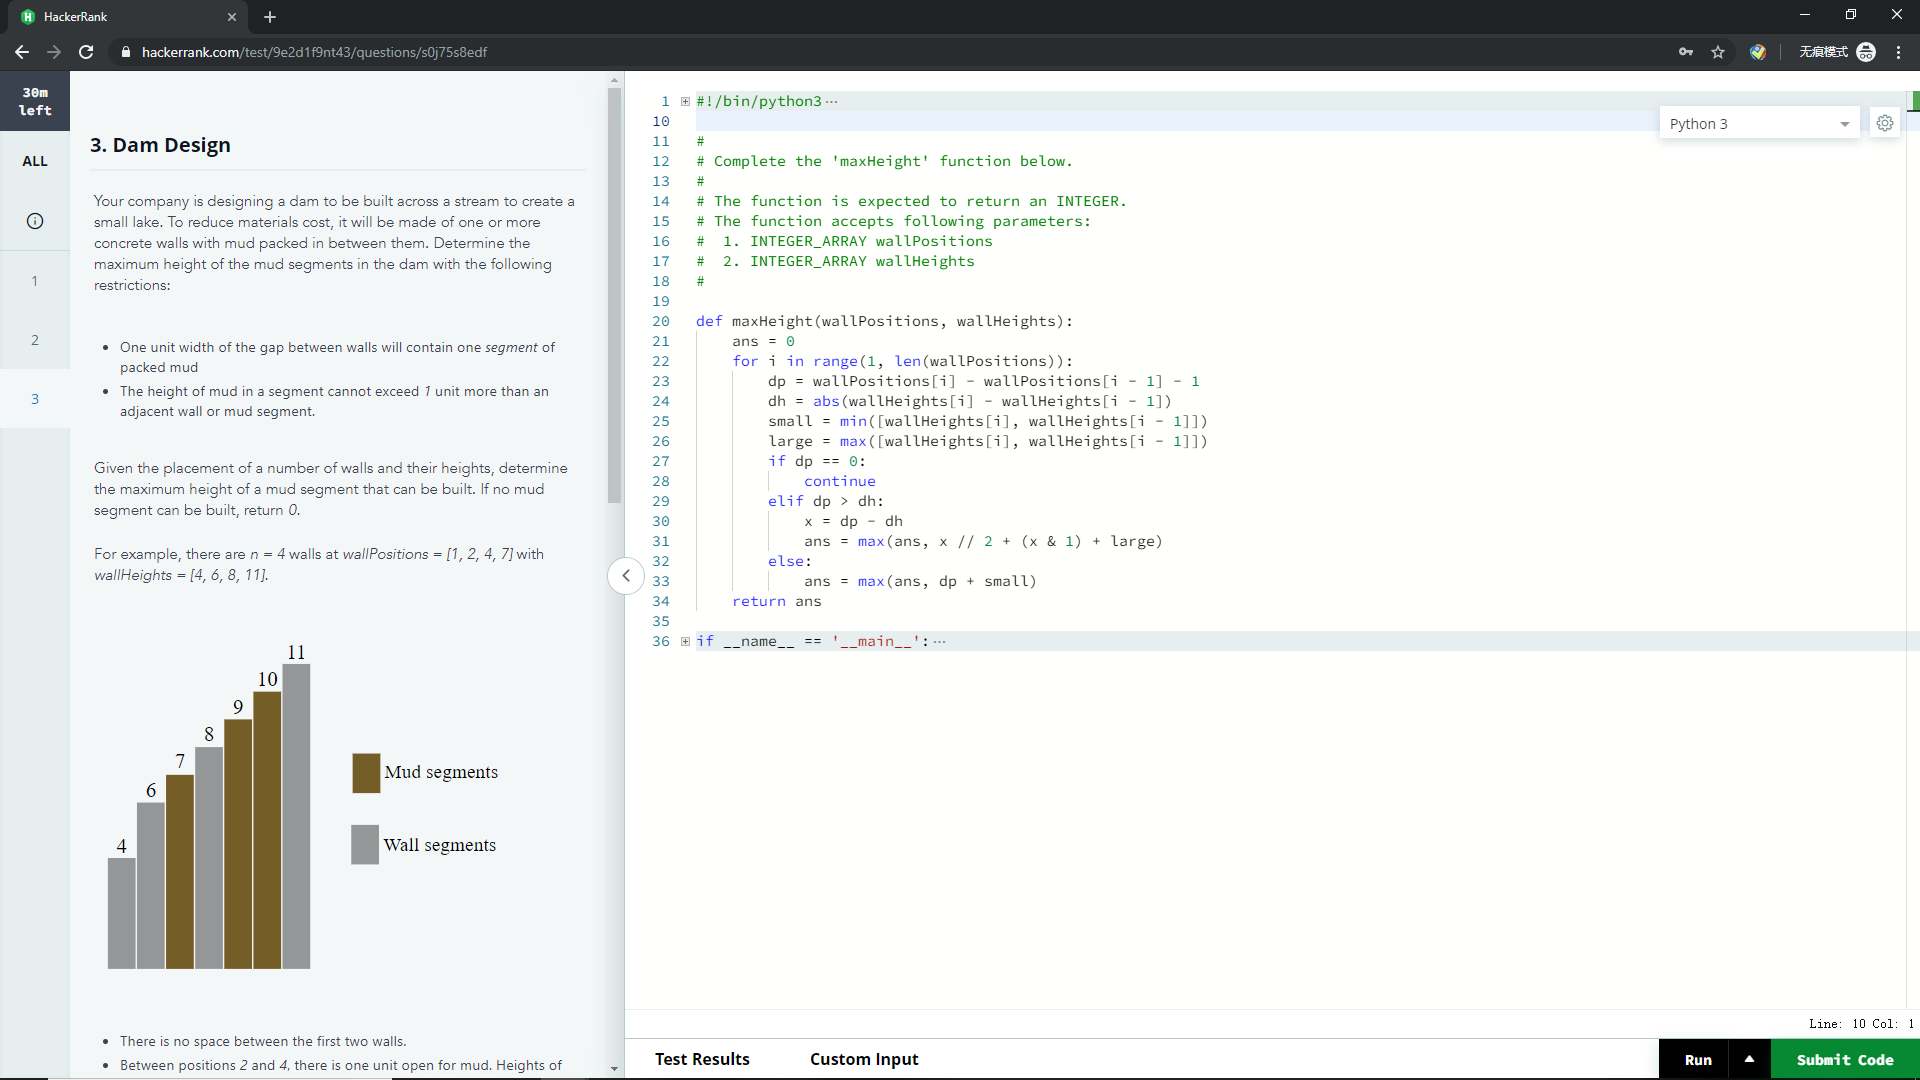 HackerRank
hackerrank.com/test/9e2d1f9nt43/questions/s0j75s8edf
无痕模式
30m
left
ALL
1
2
3
3. Dam Design
Your company is designing a dam to be built across a stream to create a
small lake. To reduce materials cost, it will be made of one or more
concrete walls with mud packed in between them. Determine the
maximum height of the mud segments in the dam with the following
restrictions:
• One unit width of the gap between walls will contain one segment of
packed mud
• The height of mud in a segment cannot exceed 1 unit more than an
adjacent wall or mud segment.
Given the placement of a number of walls and their heights, determine
the maximum height of a mud segment that can be built. If no mud
segment can be built, return 0.
For example, there are n = 4 walls at wallPositions = [1, 2, 4, 7] with
wallHeights = [4, 6, 8, 11].
4
6
7
8
9
10
11
Mud segments
Wall segments
• There is no space between the first two walls.
• Between positions 2 and 4, there is one unit open for mud. Heights of
Python 3
1 #!/bin/python3 ...
10
11 #
12 # Complete the 'maxHeight' function below.
13 #
14 # The function is expected to return an INTEGER.
15 # The function accepts following parameters:
16 #  1. INTEGER_ARRAY wallPositions
17 #  2. INTEGER_ARRAY wallHeights
18 #
19
20 def maxHeight(wallPositions, wallHeights):
21     ans = 0
22     for i in range(1, len(wallPositions)):
23         dp = wallPositions[i] - wallPositions[i - 1] - 1
24         dh = abs(wallHeights[i] - wallHeights[i - 1])
25         small = min([wallHeights[i], wallHeights[i - 1]])
26         large = max([wallHeights[i], wallHeights[i - 1]])
27         if dp == 0:
28             continue
29         elif dp > dh:
30             x = dp - dh
31             ans = max(ans, x // 2 + (x & 1) + large)
32         else:
33             ans = max(ans, dp + small)
34     return ans
35
36 if __name__ == '__main__': ...
Line: 10 Col: 1
Test Results
Custom Input
Run
Submit Code